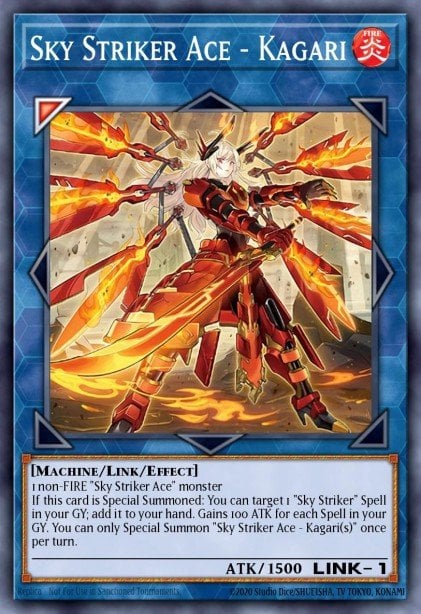 SKY STRIKER ACE - KAGARI
FIRE
炎
[MACHINE/LINK/EFFECT]
1 non-FIRE "Sky Striker Ace" monster
If this card is Special Summoned: You can target 1 "Sky Striker" Spell
in your GY; add it to your hand. Gains 100 ATK for each Spell in your
GY. You can only Special Summon "Sky Striker Ace - Kagari(s)" once
per turn.
ATK/1500 LINK-1
Replica - Not For Use in Sanctioned Tournaments. ©2020 Studio Dice/SHUEISHA, TV TOKYO, KONAMI